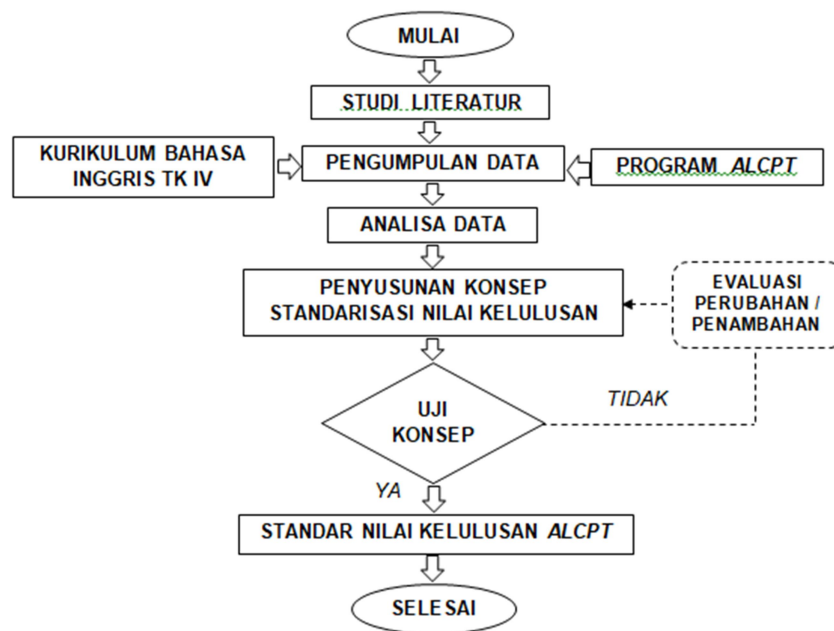 MULAI
STUDI LITERATUR
KURIKULUM BAHASA
INGGRIS TK IV
PENGUMPULAN DATA
PROGRAM ALCPT
ANALISA DATA
PENYUSUNAN KONSEP
STANDARISASI NILAI KELULUSAN
EVALUASI
PERUBAHAN /
PENAMBAHAN
UJI
KONSEP
TIDAK
YA
STANDAR NILAI KELULUSAN ALCPT
SELESAI